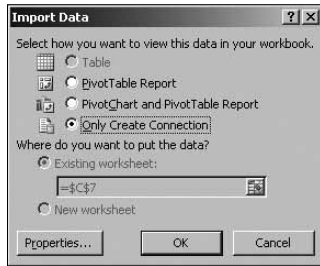 Import Data
Select how you want to view this data in your workbook.
Table
PivotTable Report
PivotChart and PivotTable Report
Only Create Connection
Where do you want to put the data?
Existing worksheet:
=$C$7
New worksheet
Properties... OK Cancel